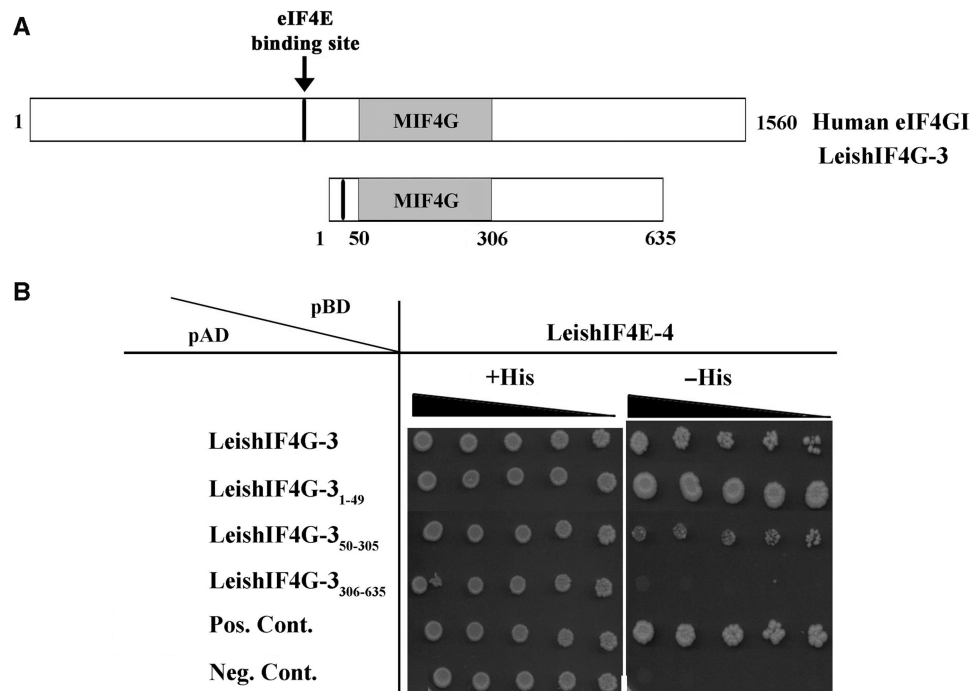 A
eIF4E
binding site
1 MIF4G 1560 Human eIF4GI
LeishIF4G-3
MIF4G
1 50 306 635
B
pBD
pAD
LeishIF4E-4
+His –His
LeishIF4G-3
LeishIF4G-31-49
LeishIF4G-350-305
LeishIF4G-3306-635
Pos. Cont.
Neg. Cont.